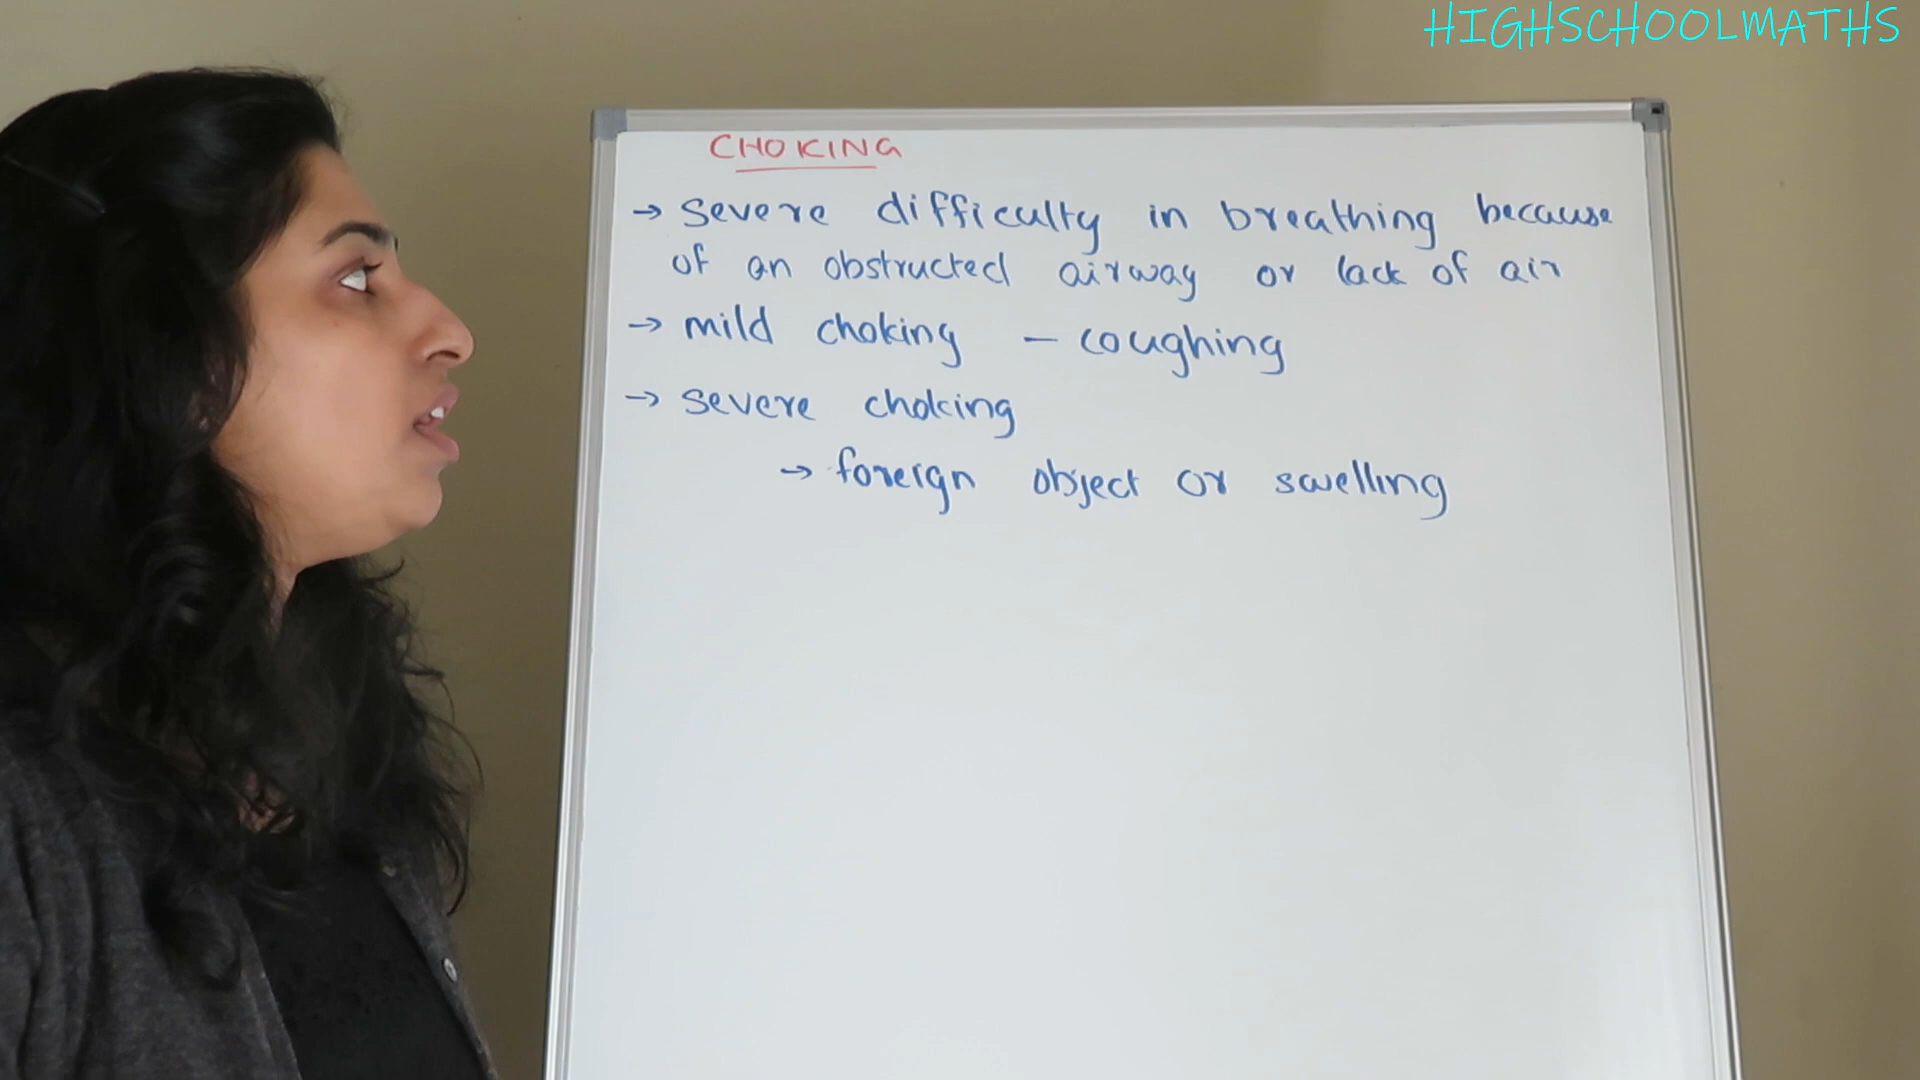 HIGHSCHOOLMATHS
CHOKING
→ severe difficulty in breathing because
of an obstructed airway or lack of air
→ mild choking – coughing
→ severe choking
→ foreign object or swelling